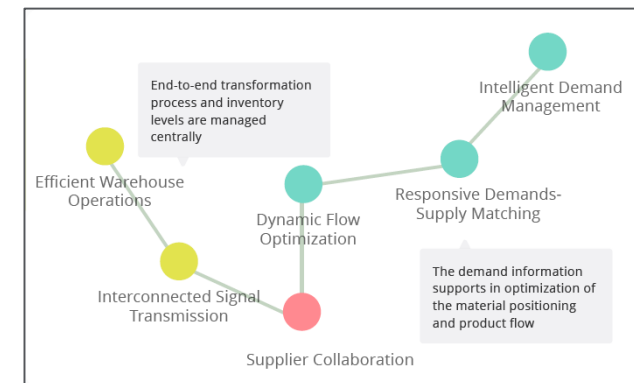 Intelligent Demand
Management
End-to-end transformation
process and inventory
levels are managed
centrally
Efficient Warehouse
Operations
Responsive Demands-
Supply Matching
Dynamic Flow
Optimization
The demand information
supports in optimization of
the material positioning
and product flow
Interconnected Signal
Transmission
Supplier Collaboration